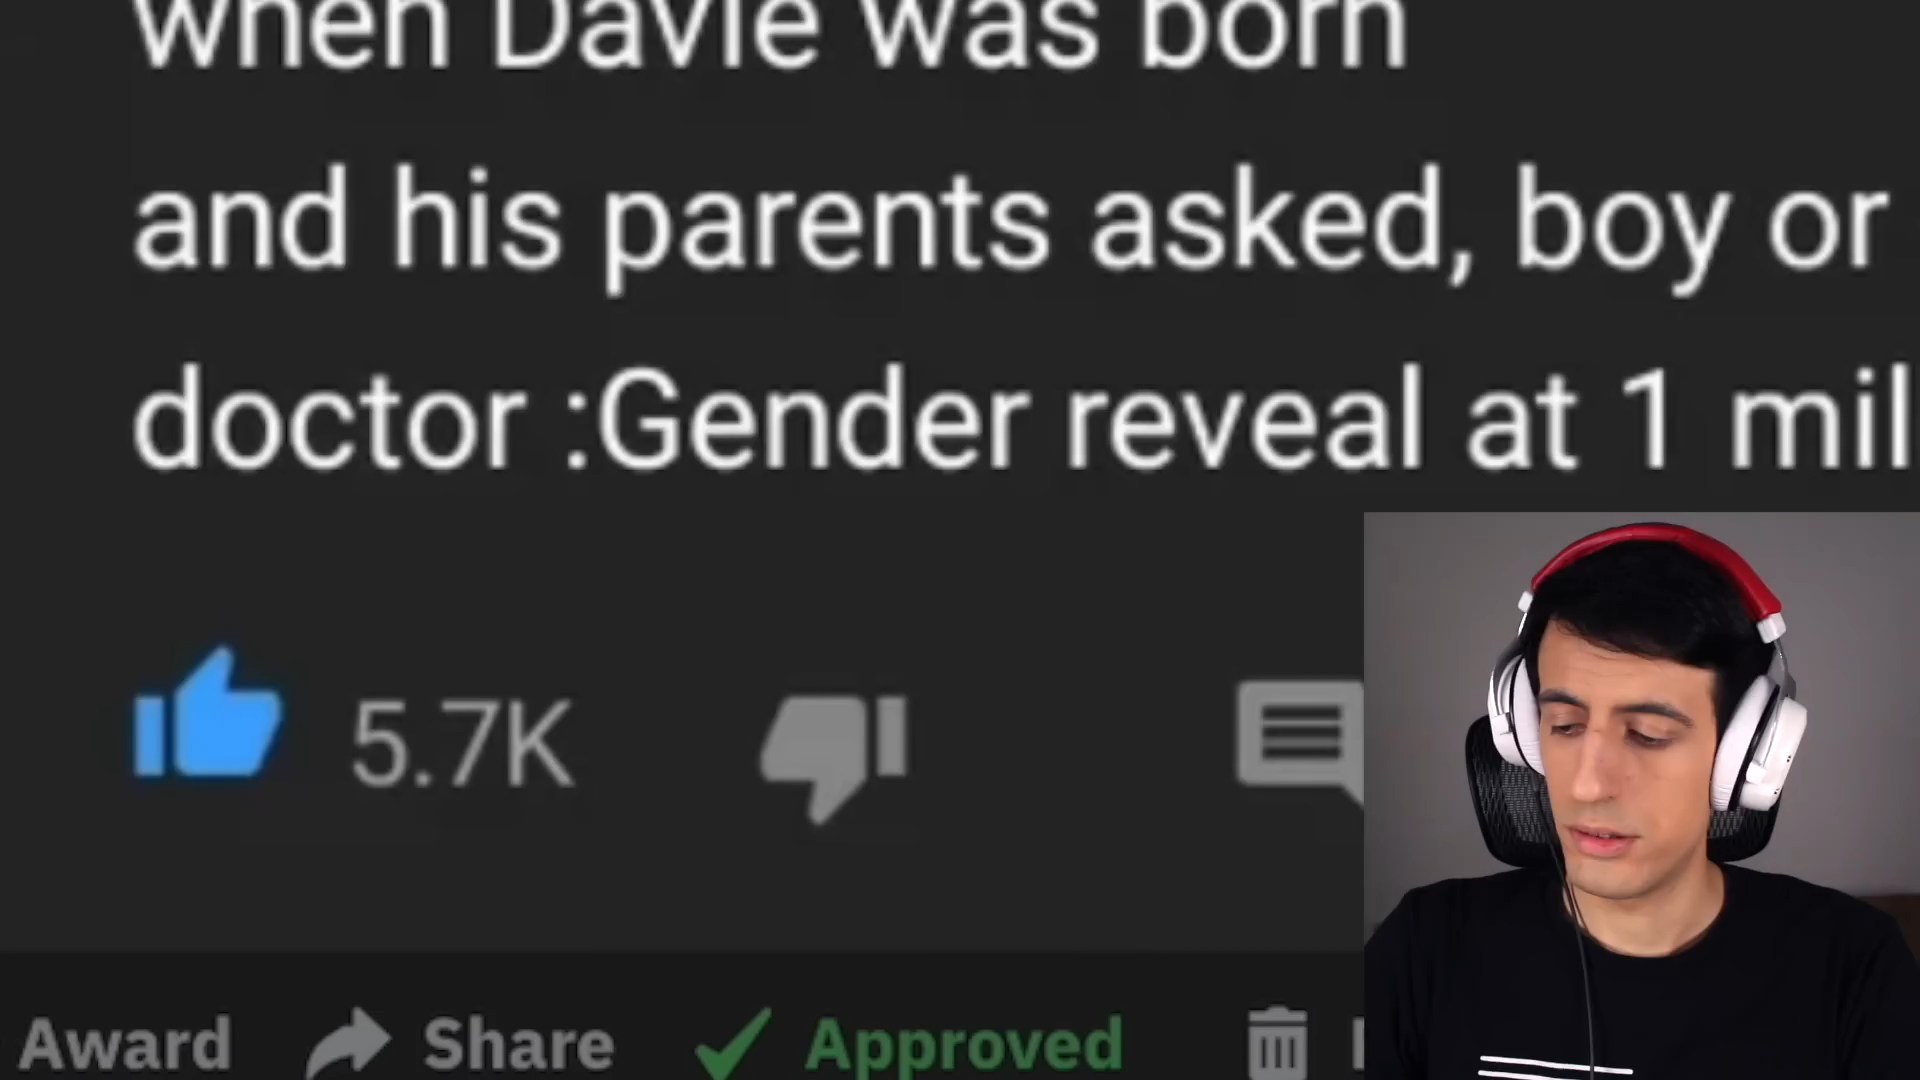 when Davie was born
and his parents asked, boy or
doctor :Gender reveal at 1 mil
5.7K
Award Share Approved